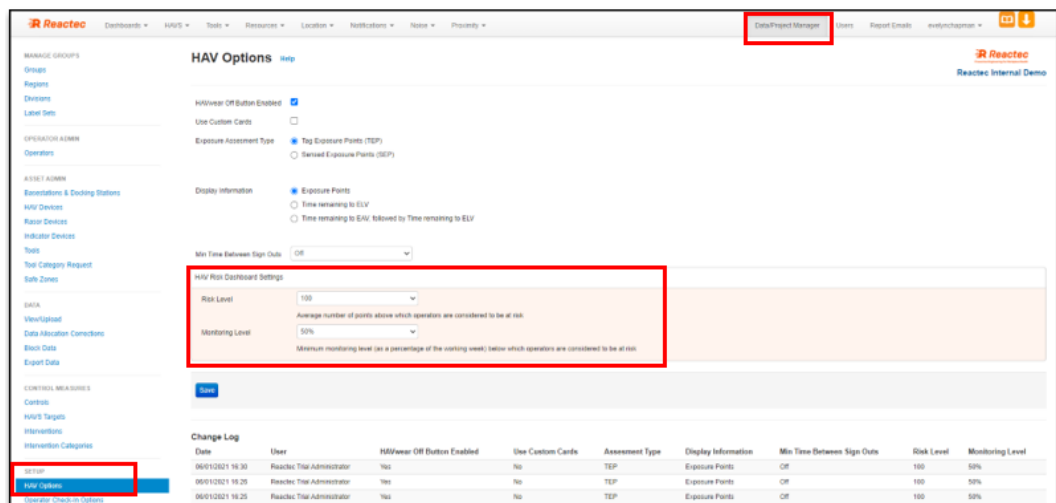 Reactec Dashboards HAVS Tools Resources Location Notifications Noise Proximity Data/Project Manager Users Report Emails evelynchapman
MANAGE GROUPS
Groups
Regions
Divisions
Label Sets
OPERATOR ADMIN
Operators
ASSET ADMIN
Basestations & Docking Stations
HAV Devices
Razor Devices
Indicator Devices
Tools
Tool Category Request
Safe Zones
DATA
View/Upload
Data Allocation Corrections
Block Data
Export Data
CONTROL MEASURES
Controls
HAVS Targets
Interventions
Intervention Categories
SETUP
HAV Options
Operator Check-in Options
HAV Options Help
Reactec
Reactec Internal Demo
HAVwear Off Button Enabled
Use Custom Cards
Exposure Assesment Type Tag Exposure Points (TEP)
Sensed Exposure Points (SEP)
Display Information Exposure Points
Time remaining to ELV
Time remaining to EAV, followed by Time remaining to ELV
Min Time Between Sign Outs Off
HAV Risk Dashboard Settings
Risk Level 100
Average number of points above which operators are considered to be at risk
Monitoring Level 50%
Minimum monitoring level (as a percentage of the working week) below which operators are considered to be at risk
Save
Change Log
Date User HAVwear Off Button Enabled Use Custom Cards Assesment Type Display Information Min Time Between Sign Outs Risk Level Monitoring Level
06/01/2021 16:30 Reactec Trial Administrator Yes No TEP Exposure Points Off 100 50%
06/01/2021 16:26 Reactec Trial Administrator Yes No TEP Exposure Points Off 100 50%
06/01/2021 16:25 Reactec Trial Administrator Yes No TEP Exposure Points Off 100 50%